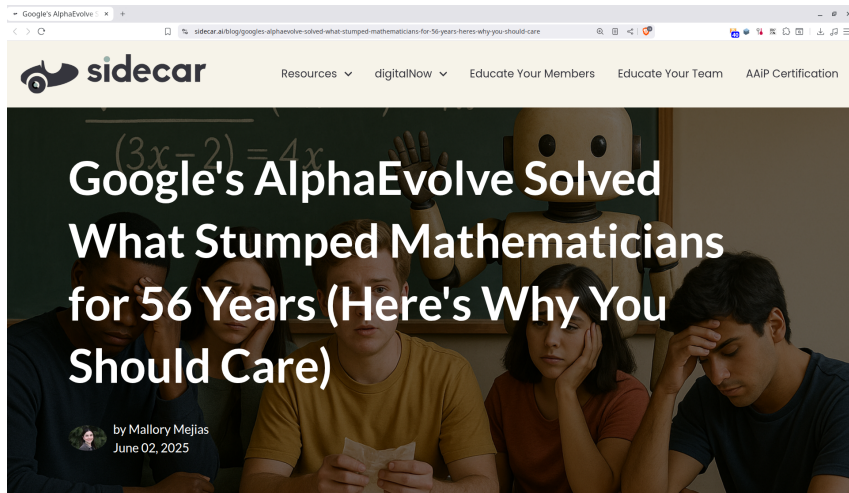 Google's AlphaEvolve S
sidecar.ai/blog/googles-alphaevolve-solved-what-stumped-mathematicians-for-56-years-heres-why-you-should-care
sidecar
Resources
digitalNow
Educate Your Members
Educate Your Team
AAiP Certification
(3x-2) = 4x
Google's AlphaEvolve Solved
What Stumped Mathematicians
for 56 Years (Here's Why You
Should Care)
by Mallory Mejias
June 02, 2025